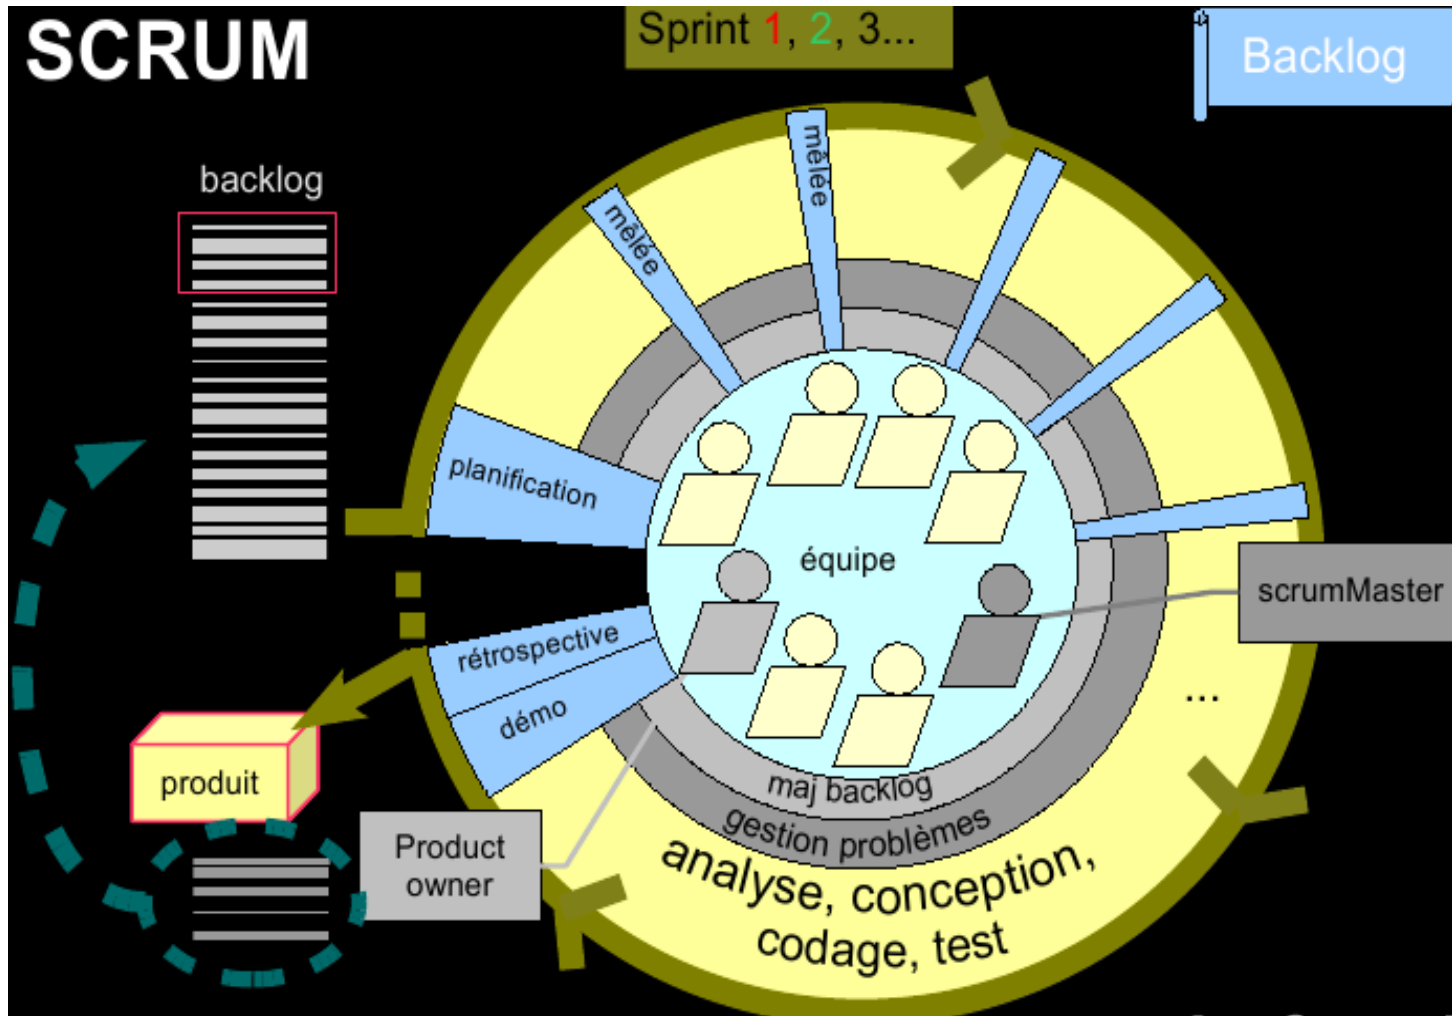 SCRUM
Sprint 1, 2, 3...
Backlog
backlog
mêlée
mêlée
planification
équipe
scrumMaster
rétrospective
démo
...
produit
maj backlog
gestion problèmes
Product
owner
analyse, conception,
codage, test